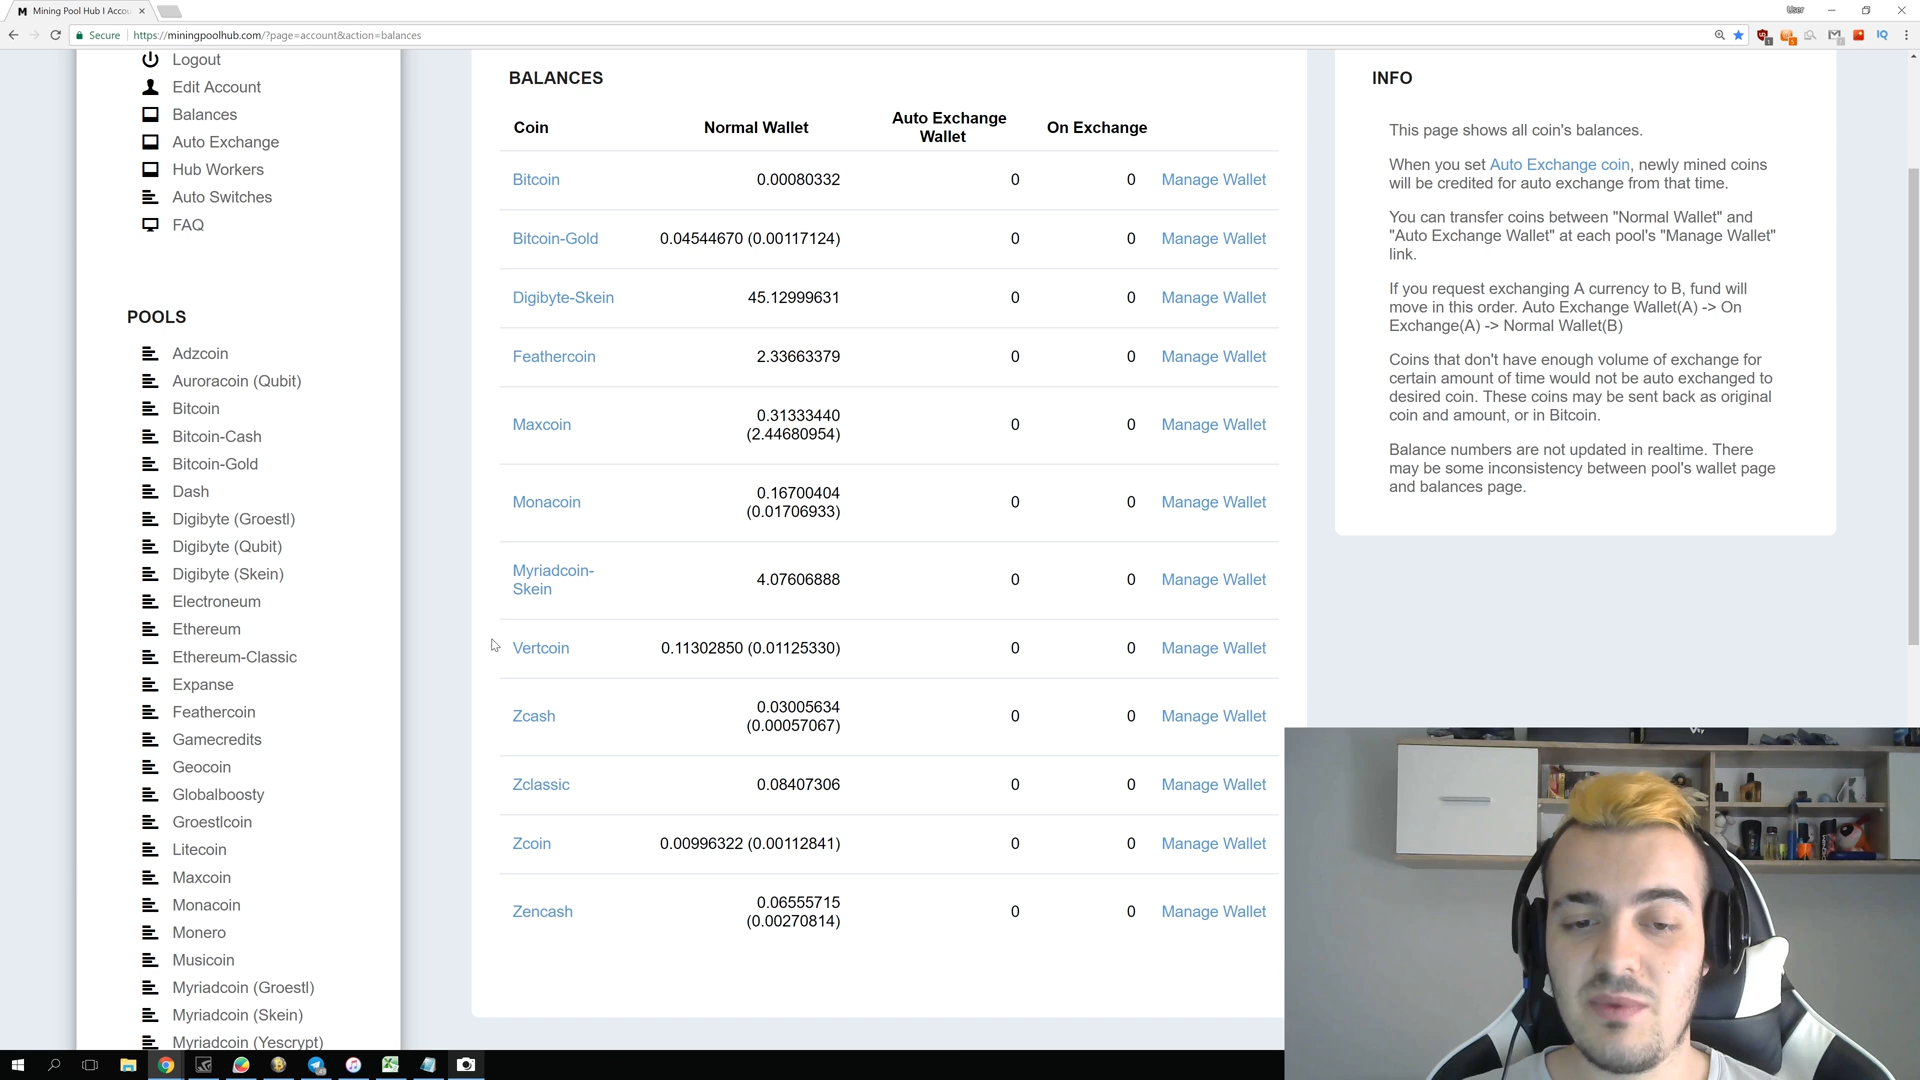 Mining Pool Hub I Accou
User
Secure
https://miningpoolhub.com/?page=account&action=balances
Logout
Edit Account
Balances
Auto Exchange
Hub Workers
Auto Switches
FAQ
POOLS
Adzcoin
Auroracoin (Qubit)
Bitcoin
Bitcoin-Cash
Bitcoin-Gold
Dash
Digibyte (Groestl)
Digibyte (Qubit)
Digibyte (Skein)
Electroneum
Ethereum
Ethereum-Classic
Expanse
Feathercoin
Gamecredits
Geocoin
Globalboosty
Groestlcoin
Litecoin
Maxcoin
Monacoin
Monero
Musicoin
Myriadcoin (Groestl)
Myriadcoin (Skein)
Myriadcoin (Yescrypt)
BALANCES
Coin Normal Wallet Auto Exchange Wallet On Exchange
Bitcoin 0.00080332 0 0 Manage Wallet
Bitcoin-Gold 0.04544670 (0.00117124) 0 0 Manage Wallet
Digibyte-Skein 45.12999631 0 0 Manage Wallet
Feathercoin 2.33663379 0 0 Manage Wallet
Maxcoin 0.31333440 (2.44680954) 0 0 Manage Wallet
Monacoin 0.16700404 (0.01706933) 0 0 Manage Wallet
Myriadcoin-Skein 4.07606888 0 0 Manage Wallet
Vertcoin 0.11302850 (0.01125330) 0 0 Manage Wallet
Zcash 0.03005634 (0.00057067) 0 0 Manage Wallet
Zclassic 0.08407306 0 0 Manage Wallet
Zcoin 0.00996322 (0.00112841) 0 0 Manage Wallet
Zencash 0.06555715 (0.00270814) 0 0 Manage Wallet
INFO
This page shows all coin's balances.
When you set Auto Exchange coin, newly mined coins
will be credited for auto exchange from that time.
You can transfer coins between "Normal Wallet" and
"Auto Exchange Wallet" at each pool's "Manage Wallet"
link.
If you request exchanging A currency to B, fund will
move in this order. Auto Exchange Wallet(A) -> On
Exchange(A) -> Normal Wallet(B)
Coins that don't have enough volume of exchange for
certain amount of time would not be auto exchanged to
desired coin. These coins may be sent back as original
coin and amount, or in Bitcoin.
Balance numbers are not updated in realtime. There
may be some inconsistency between pool's wallet page
and balances page.